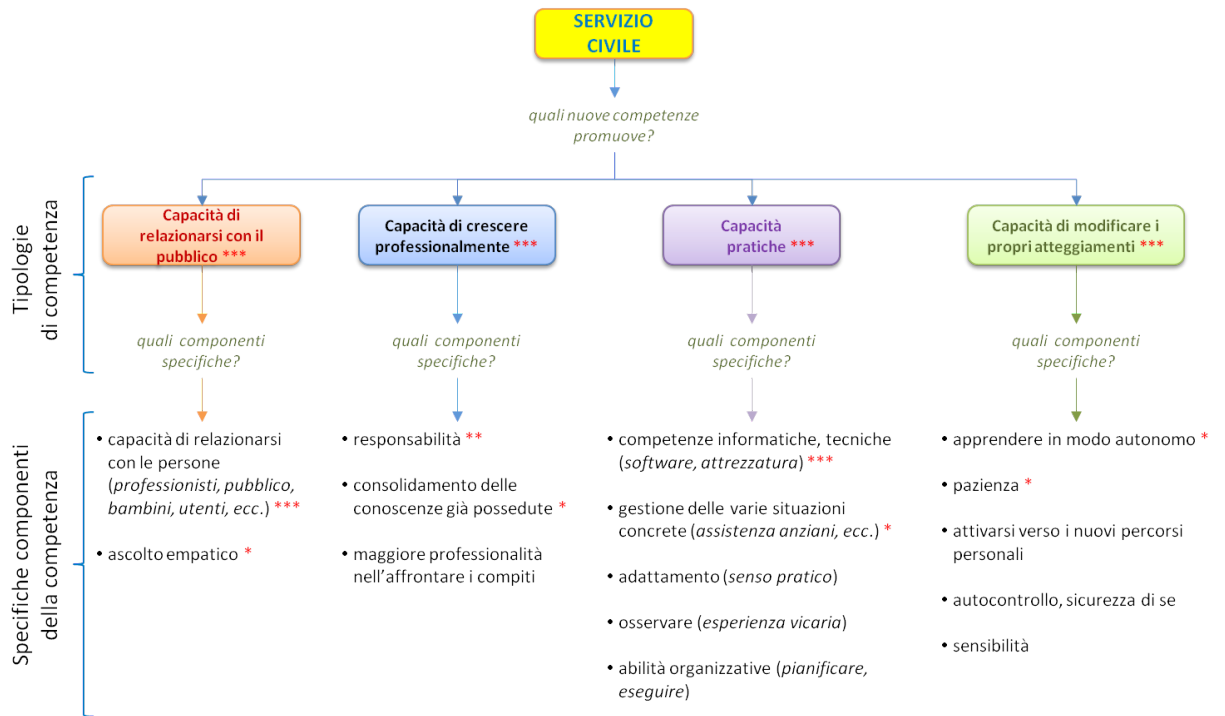 SERVIZIO
CIVILE
quali nuove competenze
promuove?
Tipologie
di competenza
Capacità di
relazionarsi con il
pubblico ***
Capacità di crescere
professionalmente ***
Capacità
pratiche ***
Capacità di modificare i
propri atteggiamenti ***
quali componenti
specifiche?
quali componenti
specifiche?
quali componenti
specifiche?
quali componenti
specifiche?
Specifiche componenti
della competenza
• capacità di relazionarsi
con le persone
(professionisti, pubblico,
bambini, utenti, ecc.) ***
• ascolto empatico *
• responsabilità **
• consolidamento delle
conoscenze già possedute *
• maggiore professionalità
nell'affrontare i compiti
• competenze informatiche, tecniche
(software, attrezzatura) ***
• gestione delle varie situazioni
concrete (assistenza anziani, ecc.) *
• adattamento (senso pratico)
• osservare (esperienza vicaria)
• abilità organizzative (pianificare,
eseguire)
• apprendere in modo autonomo *
• pazienza *
• attivarsi verso i nuovi percorsi
personali
• autocontrollo, sicurezza di se
• sensibilità